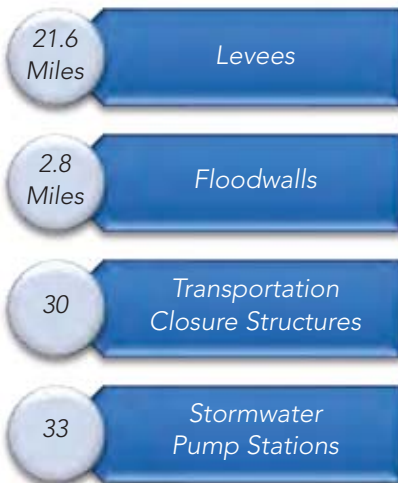 21.6
Miles
Levees
2.8
Miles
Floodwalls
30
Transportation
Closure Structures
33
Stormwater
Pump Stations